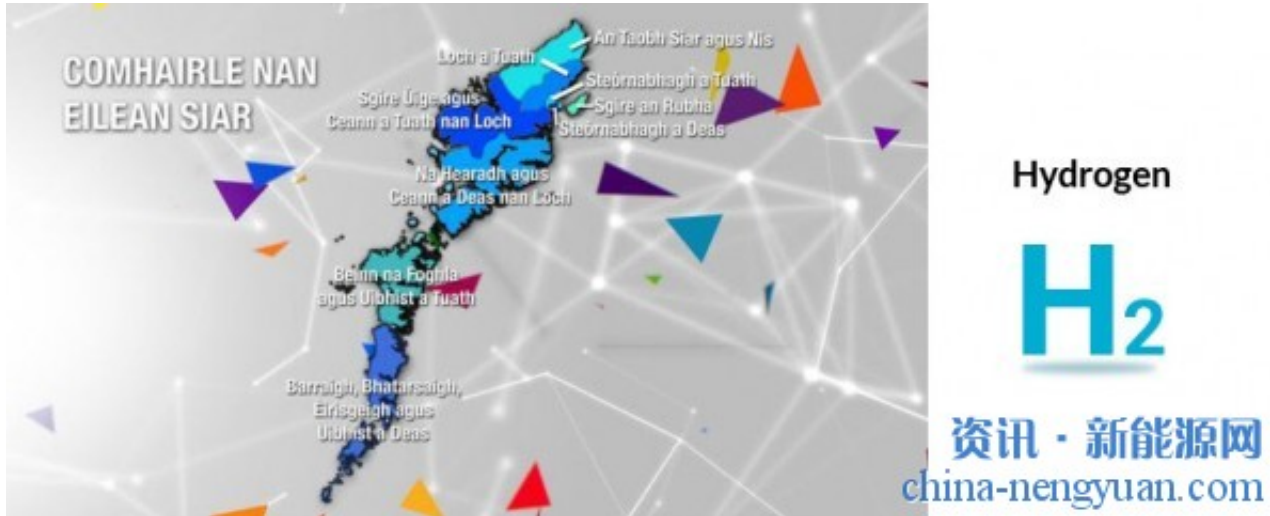 COMHAIRLE NAN
EILEAN SIAR
An Taobh Siar agus Nis
Loch a Tuath
Steòrnabhagh a Tuath
Sgìre an Rubha
Steòrnabhagh a Deas
Sgìre Ùige agus
Ceann a Tuath nan Loch
Na Hearadh agus
Ceann a Deas nan Loch
Beinn na Foghla
agus Uibhist a Tuath
Barraigh, Bhatarsaigh,
Èirisgeigh agus
Uibhist a Deas
Hydrogen
H2
资讯·新能源网
china-nengyuan.com